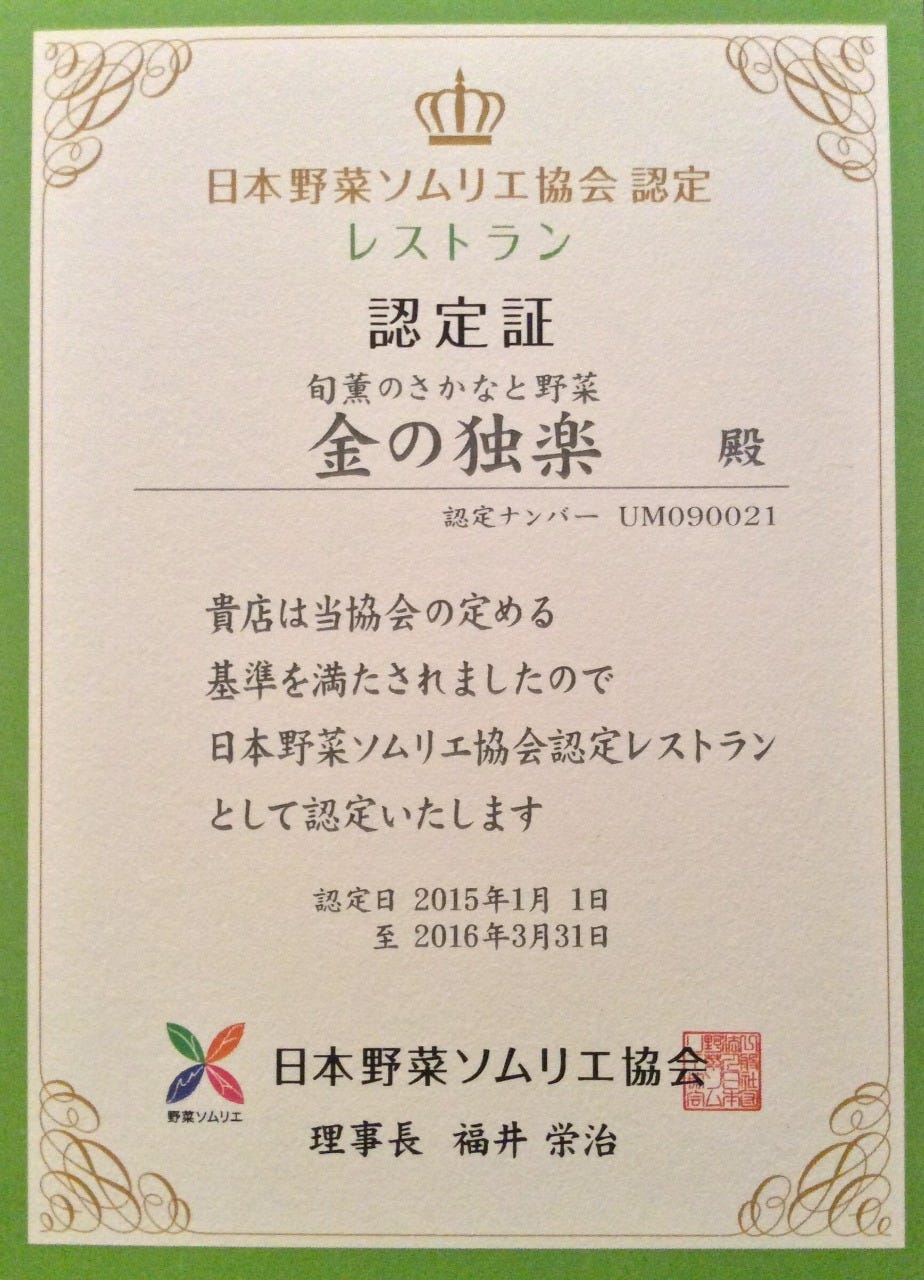 日本野菜ソムリエ協会 認定
レストラン
認定証
旬薫のさかなと野菜
金の独楽 殿
認定ナンバー UM090021
貴店は当協会の定める
基準を満たされましたので
日本野菜ソムリエ協会認定レストラン
として認定いたします
認定日 2015年1月 1日
至 2016年3月31日
野菜ソムリエ
日本野菜ソムリエ協会
理事長 福井 栄治